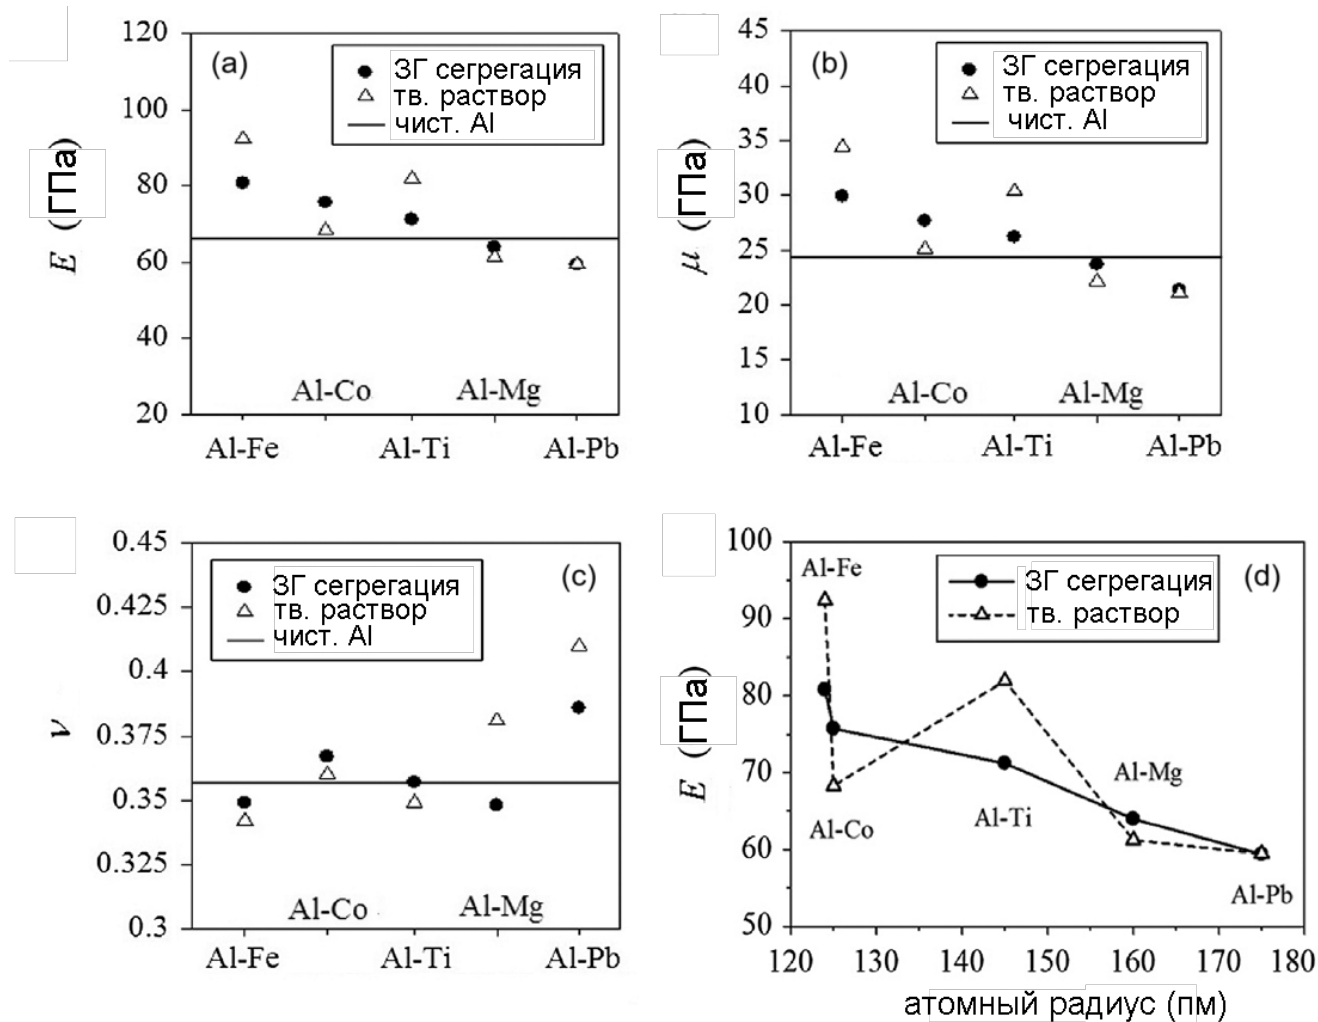 120
100
80
60
40
20
E (ГПа)
(a)
ЗГ сегрегация
тв. раствор
чист. Al
Al-Co
Al-Mg
Al-Fe
Al-Ti
Al-Pb
45
40
35
30
25
20
15
10
μ (ГПа)
(b)
ЗГ сегрегация
тв. раствор
чист. Al
Al-Co
Al-Mg
Al-Fe
Al-Ti
Al-Pb
0.45
0.425
0.4
0.375
0.35
0.325
0.3
ν
(c)
ЗГ сегрегация
тв. раствор
чист. Al
Al-Co
Al-Mg
Al-Fe
Al-Ti
Al-Pb
100
90
80
70
60
50
E (ГПа)
(d)
Al-Fe
ЗГ сегрегация
тв. раствор
Al-Mg
Al-Co
Al-Ti
Al-Pb
120 130 140 150 160 170 180
атомный радиус (пм)